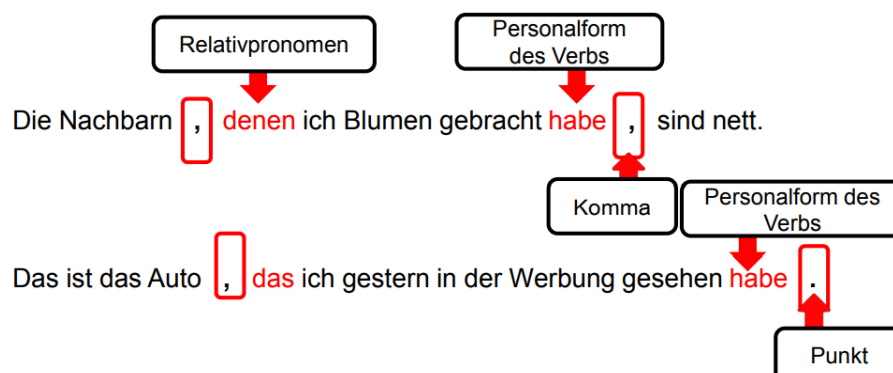 Relativpronomen
Personalform
des Verbs
Die Nachbarn , denen ich Blumen gebracht habe , sind nett.
Komma
Personalform des
Verbs
Das ist das Auto , das ich gestern in der Werbung gesehen habe .
Punkt